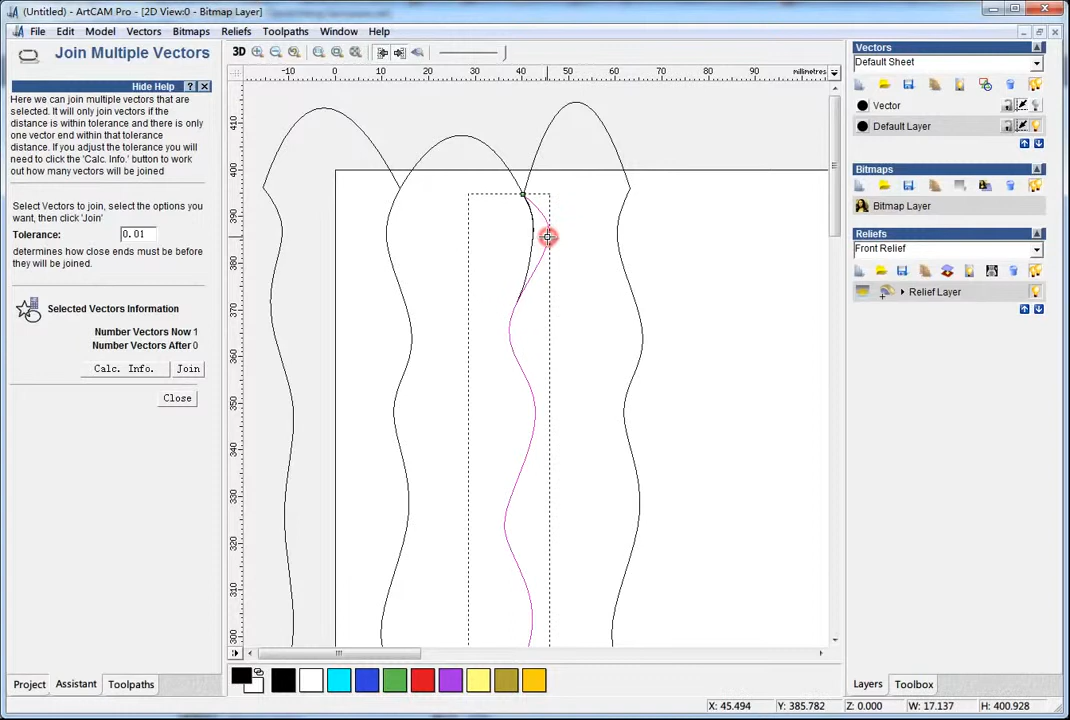 (Untitled) - ArtCAM Pro - [2D View:0 - Bitmap Layer]
File Edit Model Vectors Bitmaps Reliefs Toolpaths Window Help
Join Multiple Vectors
Hide Help ? X
Here we can join multiple vectors that are
selected. It will only join vectors if the
distance is within tolerance and there is only
one vector end within that tolerance
distance. If you adjust the tolerance you will
need to click the 'Calc. Info.' button to work
out how many vectors will be joined
Select Vectors to join, select the options you
want, then click 'Join'
Tolerance: 0.01
determines how close ends must be before
they will be joined.
Selected Vectors Information
Number Vectors Now 1
Number Vectors After 0
Calc. Info. Join
Close
Project Assistant Toolpaths
3D
-10 0 10 20 30 40 50 60 70 80 90 millimetres
410
400
390
380
370
360
350
340
330
320
310
300
Vectors
Default Sheet
Vector
Default Layer
Bitmaps
Bitmap Layer
Reliefs
Front Relief
Relief Layer
Layers Toolbox
X: 45.494 Y: 385.782 Z: 0.000 W: 17.137 H: 400.928